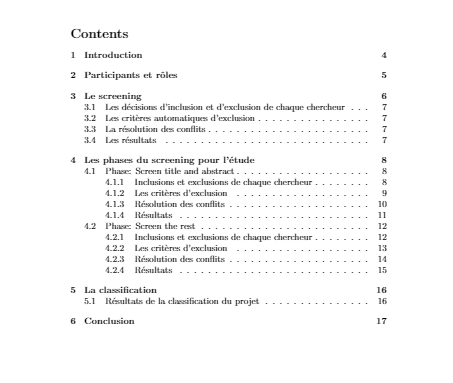 Contents
1 Introduction 4
2 Participants et rôles 5
3 Le screening 6
3.1 Les décisions d'inclusion et d'exclusion de chaque chercheur . . . 7
3.2 Les critères automatiques d'exclusion . . . . . . . . . . . . . . . . 7
3.3 La résolution des conflits . . . . . . . . . . . . . . . . . . . . . . . 7
3.4 Les résultats . . . . . . . . . . . . . . . . . . . . . . . . . . . . . 7
4 Les phases du screening pour l'étude 8
4.1 Phase: Screen title and abstract . . . . . . . . . . . . . . . . . . . 8
4.1.1 Inclusions et exclusions de chaque chercheur . . . . . . . . 8
4.1.2 Les critères d'exclusion . . . . . . . . . . . . . . . . . . . 9
4.1.3 Résolution des conflits . . . . . . . . . . . . . . . . . . . . 10
4.1.4 Résultats . . . . . . . . . . . . . . . . . . . . . . . . . . . 11
4.2 Phase: Screen the rest . . . . . . . . . . . . . . . . . . . . . . . . 12
4.2.1 Inclusions et exclusions de chaque chercheur . . . . . . . . 12
4.2.2 Les critères d'exclusion . . . . . . . . . . . . . . . . . . . 13
4.2.3 Résolution des conflits . . . . . . . . . . . . . . . . . . . . 14
4.2.4 Résultats . . . . . . . . . . . . . . . . . . . . . . . . . . . 15
5 La classification 16
5.1 Résultats de la classification du projet . . . . . . . . . . . . . . . 16
6 Conclusion 17